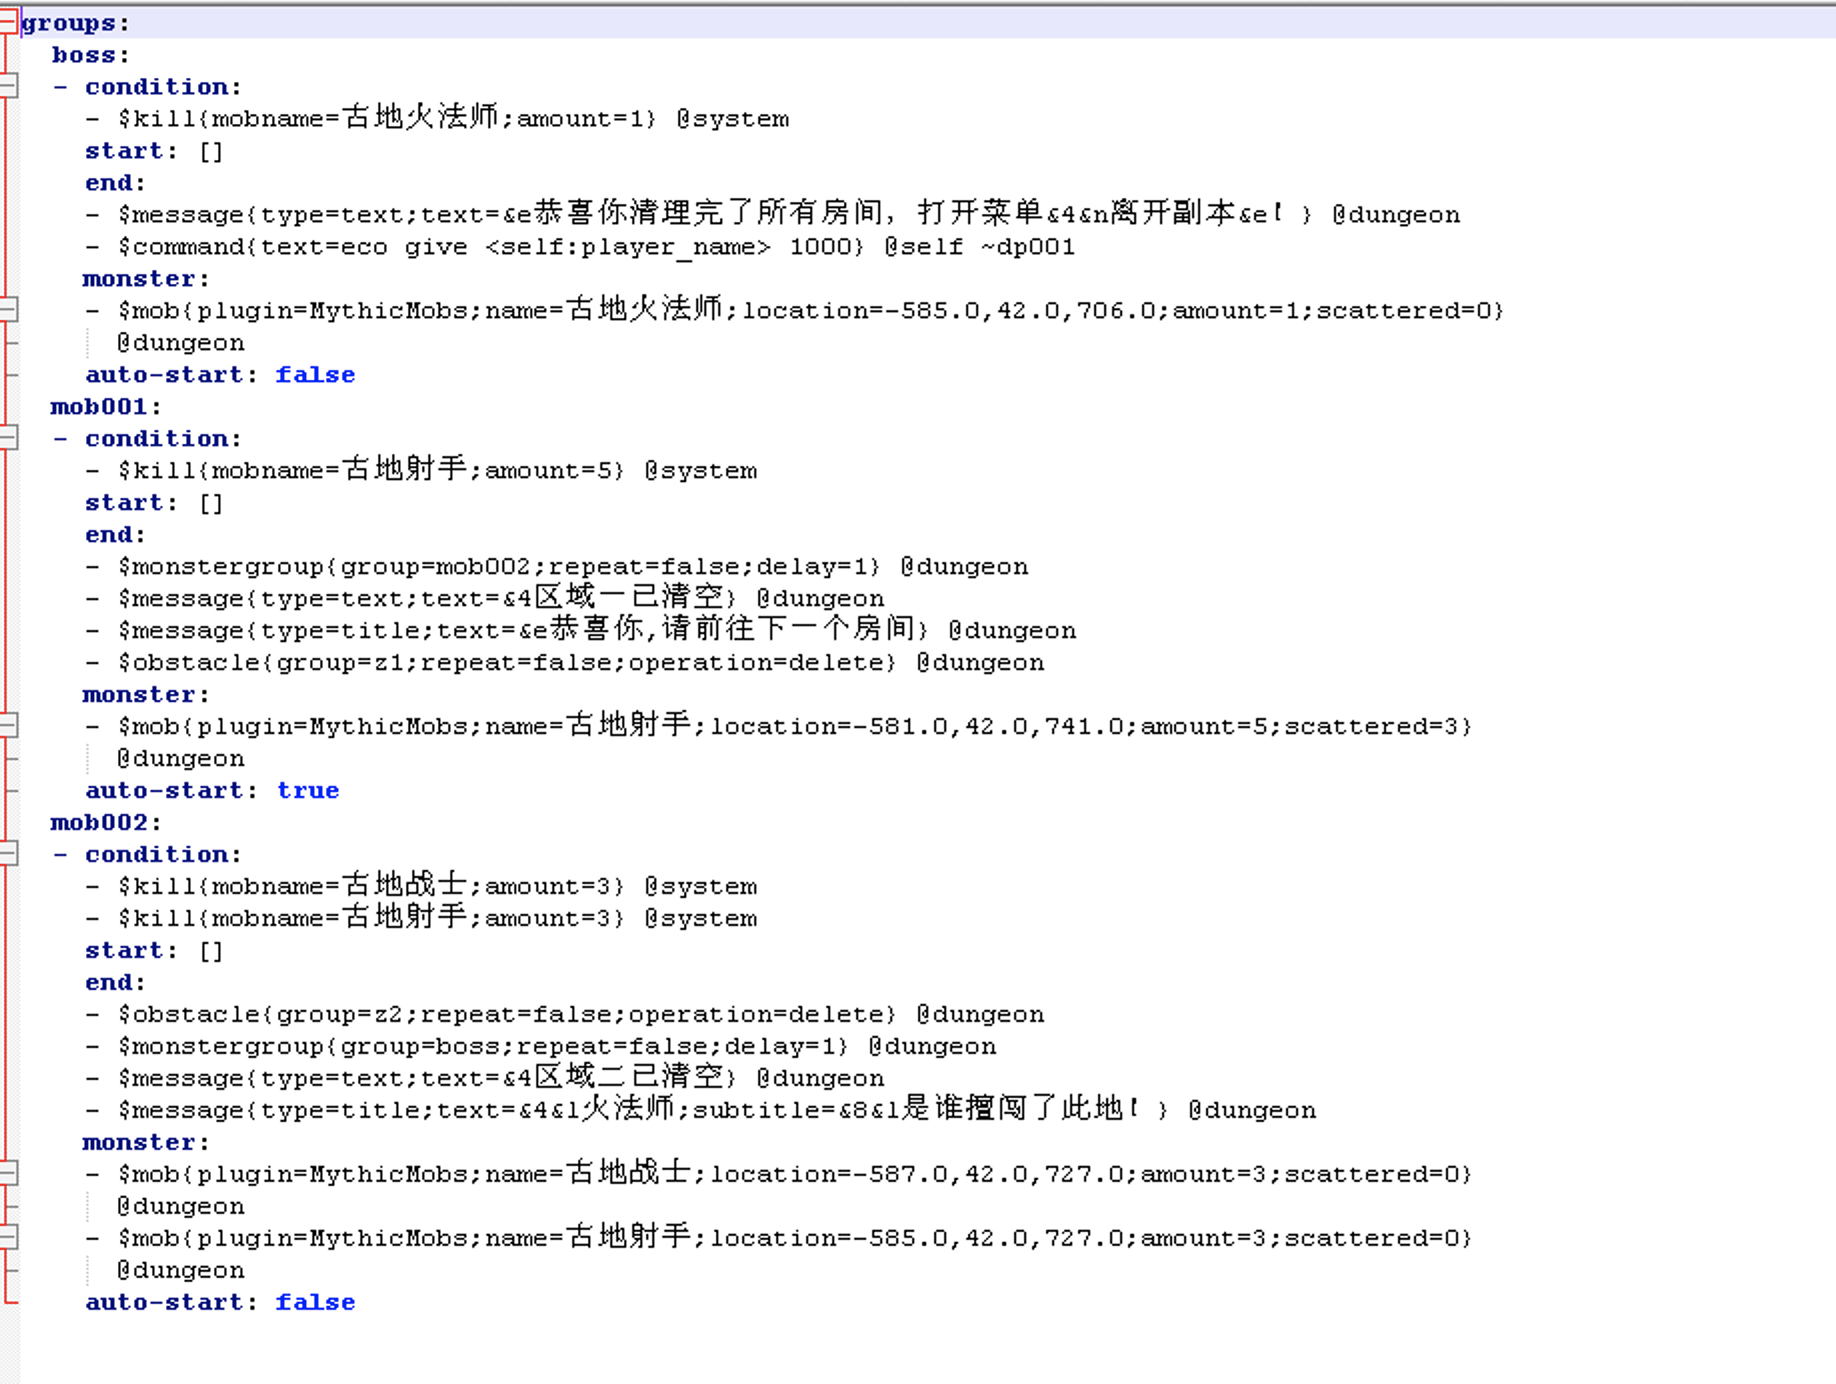 groups:
boss:
- condition:
- $kill{mobname=古地火法师;amount=1} @system
start: []
end:
- $message{type=text;text=&e恭喜你清理完了所有房间，打开菜单&4&n离开副本&e！} @dungeon
- $command{text=eco give <self:player_name> 1000} @self ~dp001
monster:
- $mob{plugin=MythicMobs;name=古地火法师;location=-585.0,42.0,706.0;amount=1;scattered=0}
@dungeon
auto-start: false
mob001:
- condition:
- $kill{mobname=古地射手;amount=5} @system
start: []
end:
- $monstergroup{group=mob002;repeat=false;delay=1} @dungeon
- $message{type=text;text=&4区域一已清空} @dungeon
- $message{type=title;text=&e恭喜你,请前往下一个房间} @dungeon
- $obstacle{group=z1;repeat=false;operation=delete} @dungeon
monster:
- $mob{plugin=MythicMobs;name=古地射手;location=-581.0,42.0,741.0;amount=5;scattered=3}
@dungeon
auto-start: true
mob002:
- condition:
- $kill{mobname=古地战士;amount=3} @system
- $kill{mobname=古地射手;amount=3} @system
start: []
end:
- $obstacle{group=z2;repeat=false;operation=delete} @dungeon
- $monstergroup{group=boss;repeat=false;delay=1} @dungeon
- $message{type=text;text=&4区域二已清空} @dungeon
- $message{type=title;text=&4&l火法师;subtitle=&8&l是谁擅闯了此地！} @dungeon
monster:
- $mob{plugin=MythicMobs;name=古地战士;location=-587.0,42.0,727.0;amount=3;scattered=0}
@dungeon
- $mob{plugin=MythicMobs;name=古地射手;location=-585.0,42.0,727.0;amount=3;scattered=0}
@dungeon
auto-start: false